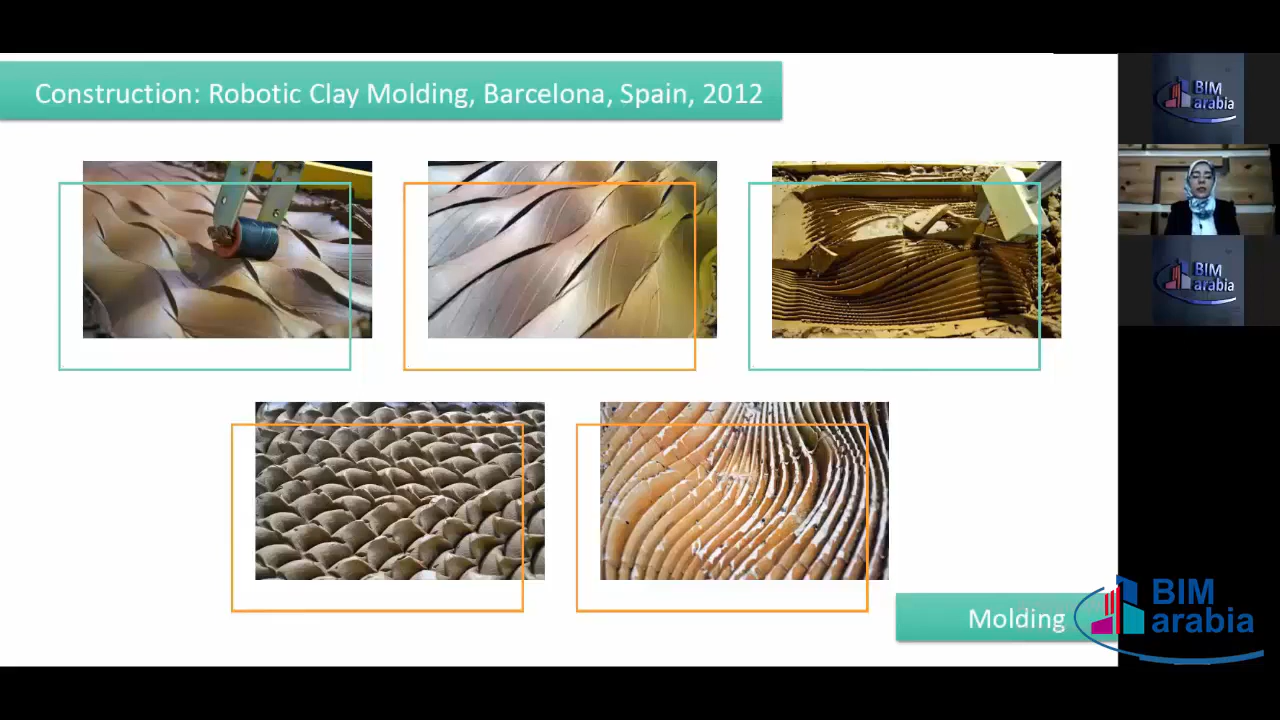 Construction: Robotic Clay Molding, Barcelona, Spain, 2012
BIM
arabia
BIM
arabia
Molding
BIM
arabia